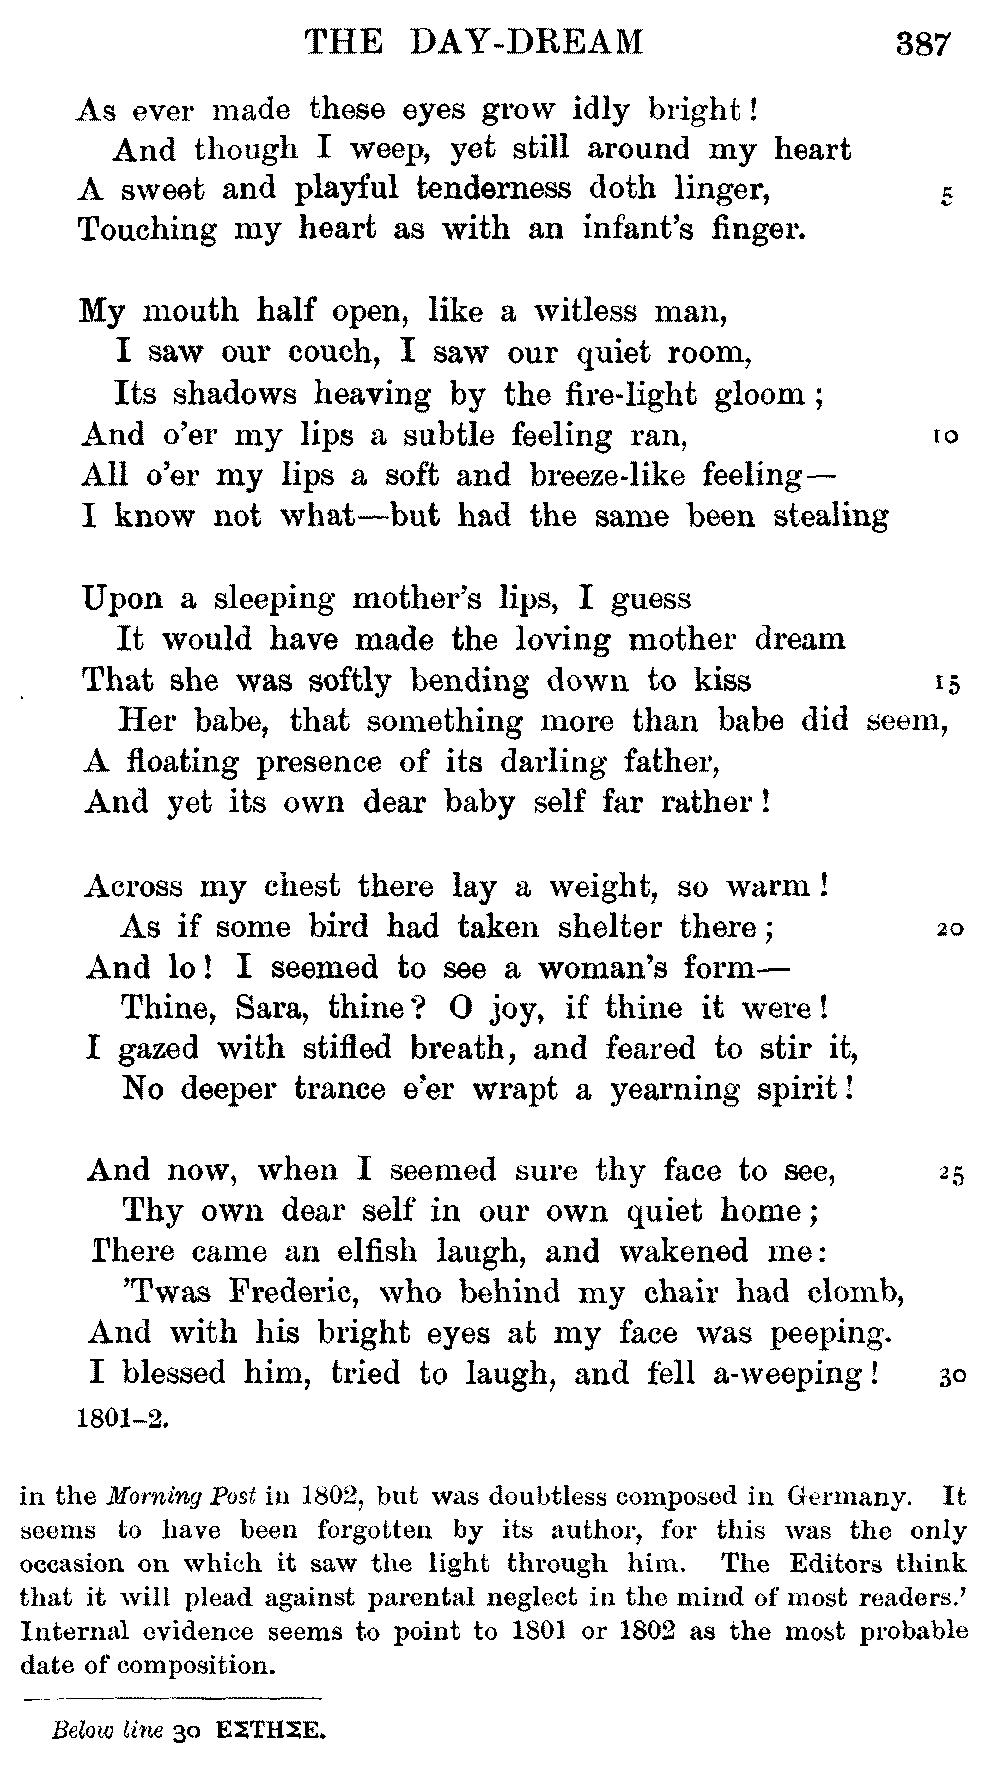 THE DAY-DREAM 387
As ever made these eyes grow idly bright !
And though I weep, yet still around my heart
A sweet and playful tenderness doth linger, 5
Touching my heart as with an infant's finger.
My mouth half open, like a witless man,
I saw our couch, I saw our quiet room,
Its shadows heaving by the fire-light gloom ;
And o'er my lips a subtle feeling ran, 10
All o'er my lips a soft and breeze-like feeling—
I know not what—but had the same been stealing
Upon a sleeping mother's lips, I guess
It would have made the loving mother dream
That she was softly bending down to kiss 15
Her babe, that something more than babe did seem,
A floating presence of its darling father,
And yet its own dear baby self far rather !
Across my chest there lay a weight, so warm !
As if some bird had taken shelter there ; 20
And lo ! I seemed to see a woman's form—
Thine, Sara, thine ? O joy, if thine it were !
I gazed with stifled breath, and feared to stir it,
No deeper trance e'er wrapt a yearning spirit !
And now, when I seemed sure thy face to see, 25
Thy own dear self in our own quiet home ;
There came an elfish laugh, and wakened me :
'Twas Frederic, who behind my chair had clomb,
And with his bright eyes at my face was peeping.
I blessed him, tried to laugh, and fell a-weeping ! 30
1801-2.
in the Morning Post in 1802, but was doubtless composed in Germany. It
seems to have been forgotten by its author, for this was the only
occasion on which it saw the light through him. The Editors think
that it will plead against parental neglect in the mind of most readers.'
Internal evidence seems to point to 1801 or 1802 as the most probable
date of composition.
Below line 30 ΕΣΤΗΣΕ.